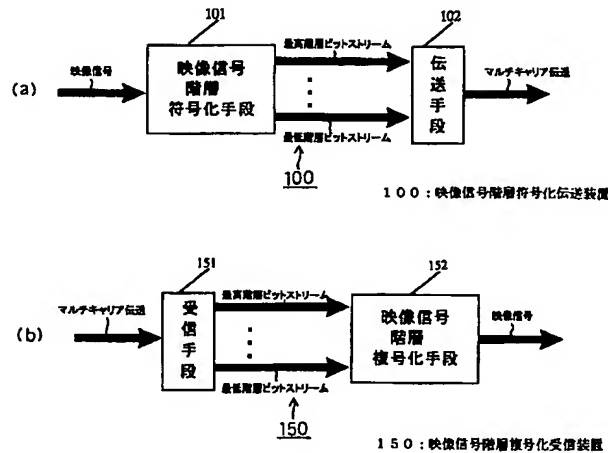 101
102
(a)
映像信号
映像信号
階層
符号化手段
最高階層ビットストリーム
最低階層ビットストリーム
伝送手段
マルチキャリア伝送
100
100:映像信号階層符号化伝送装置
151
152
(b)
マルチキャリア伝送
受信手段
最高階層ビットストリーム
最低階層ビットストリーム
映像信号
階層
複号化手段
映像信号
150
150:映像信号階層複号化受信装置